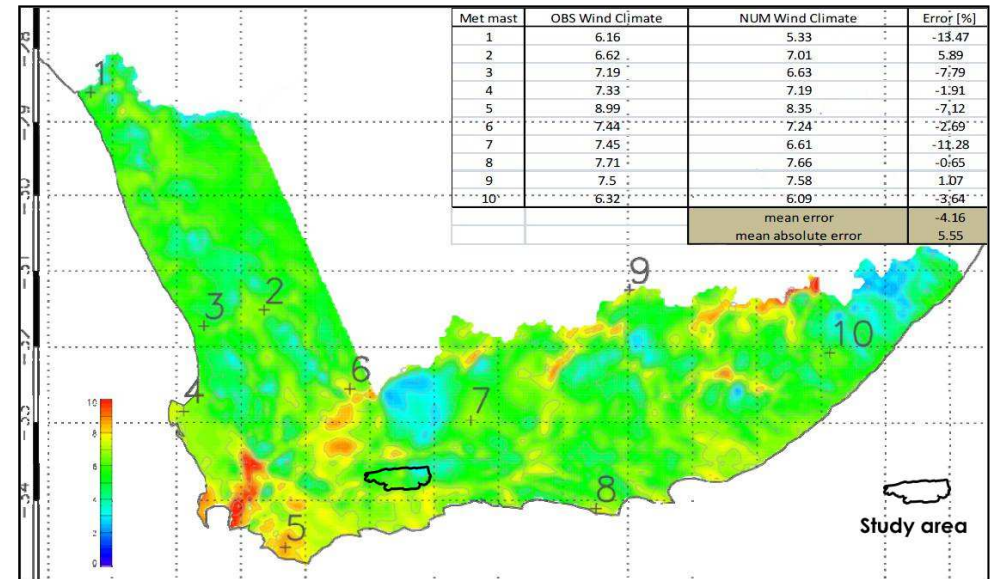 Met mast OBS Wind Climate NUM Wind Climate Error [%]
1 6.16 5.33 -13.47
2 6.62 7.01 5.89
3 7.19 6.63 -7.79
4 7.33 7.19 -1.91
5 8.99 8.35 -7.12
6 7.44 7.24 -2.69
7 7.45 6.61 -11.28
8 7.71 7.66 -0.65
9 7.5 7.58 1.07
10 6.32 6.09 -3.64
mean error -4.16
mean absolute error 5.55
1
9
2
3
10
6
4
7
8
5
10
8
6
4
2
0
Study area